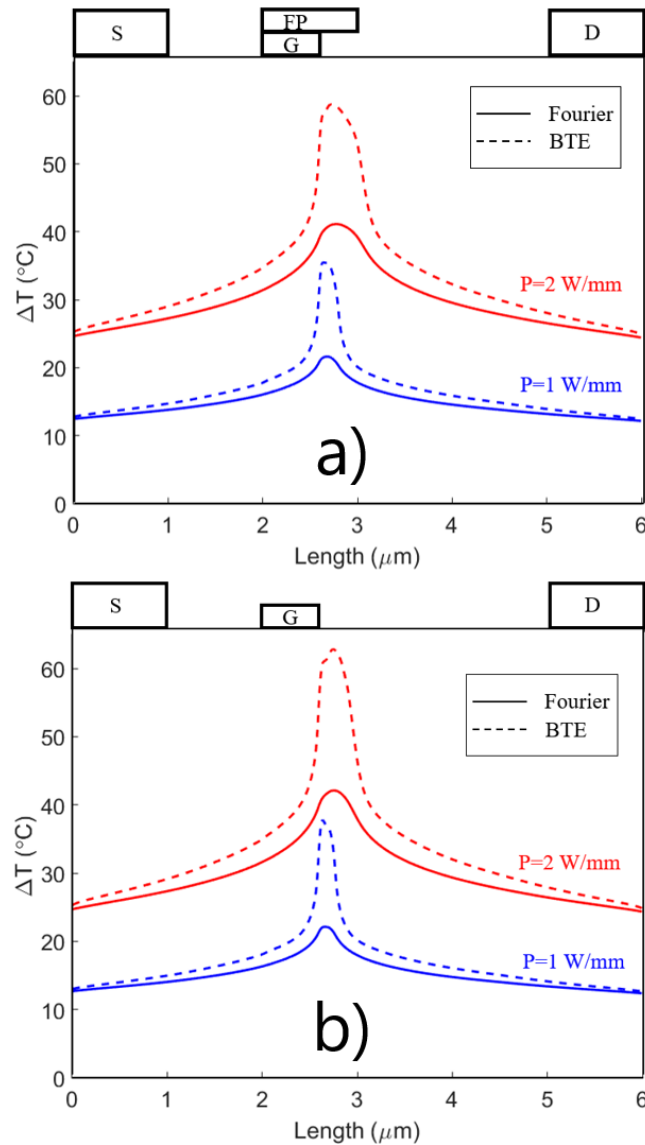 FP
S
G
D
60
50
40
30
20
10
0
ΔT (°C)
Fourier
BTE
P=2 W/mm
P=1 W/mm
a)
0
1
2
3
4
5
6
Length (μm)
S
G
D
60
50
40
30
20
10
0
ΔT (°C)
Fourier
BTE
P=2 W/mm
P=1 W/mm
b)
0
1
2
3
4
5
6
Length (μm)